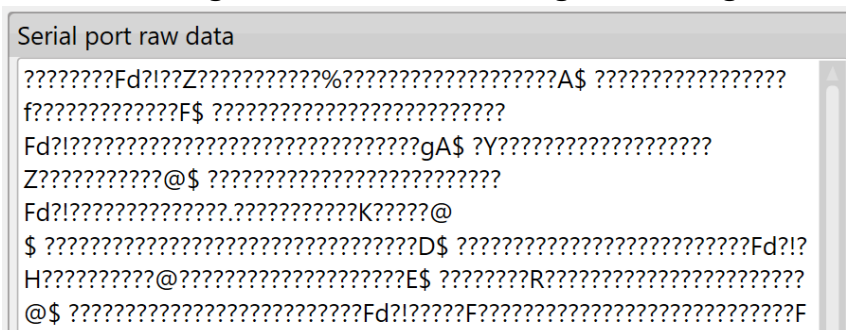 Serial port raw data
????????Fd?!??Z???????????%???????????????????A$ ?????????????????
f?????????????F$ ??????????????????????????
Fd?!???????????????????????????????gA$ ?Y???????????????????
Z???????????@$ ??????????????????????????
Fd?!??????????????.???????????K?????@
$ ?????????????????????????????????D$ ??????????????????????????Fd?!?
H??????????@????????????????????E$ ????????R???????????????????????
@$ ??????????????????????????Fd?!?????F????????????????????????????F